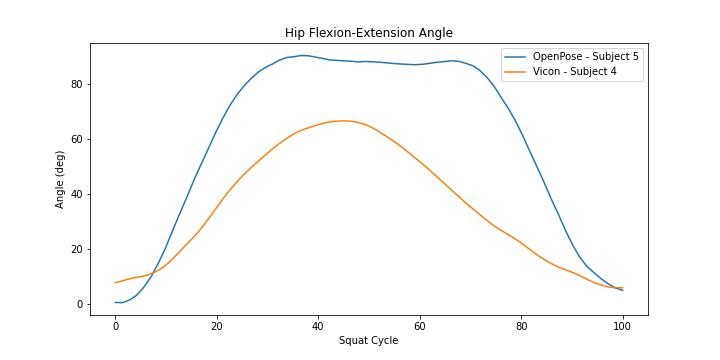 Hip Flexion-Extension Angle
OpenPose - Subject 5
Vicon - Subject 4
Angle (deg)
80
60
40
20
0
0 20 40 60 80 100
Squat Cycle